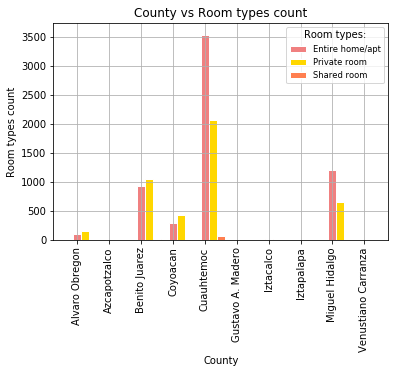 County vs Room types count
Room types:
Entire home/apt
Private room
Shared room
Room types count
3500
3000
2500
2000
1500
1000
500
0
Alvaro Obregon
Azcapotzalco
Benito Juarez
Coyoacan
Cuauhtemoc
Gustavo A. Madero
Iztacalco
Iztapalapa
Miguel Hidalgo
Venustiano Carranza
County